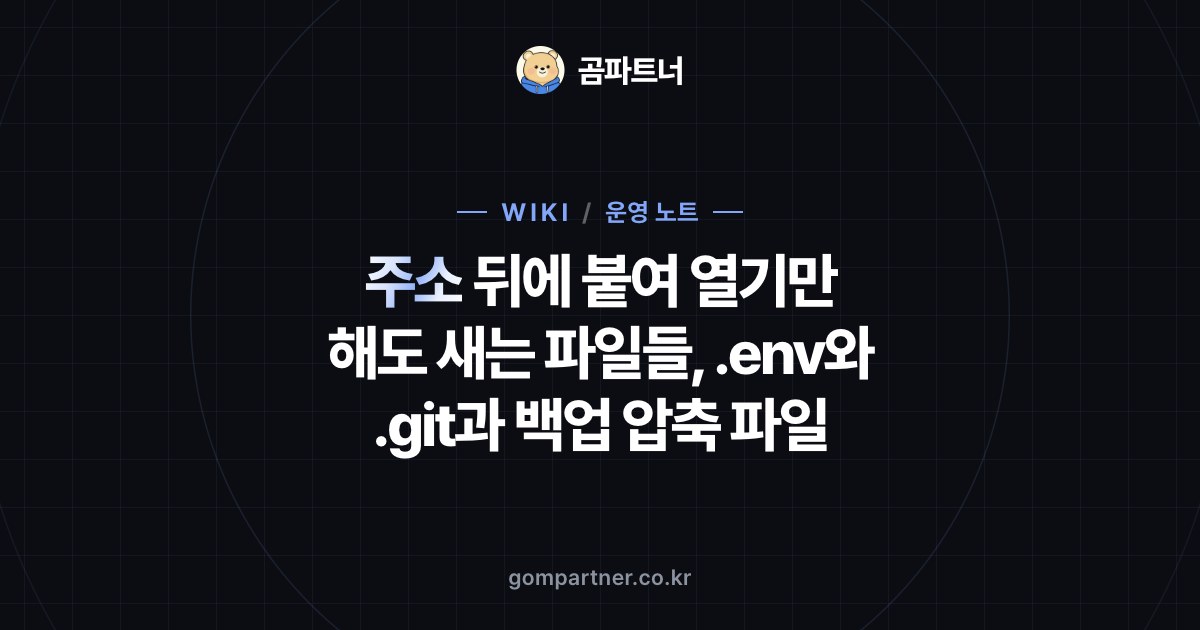 곰파트너
WIKI / 운영 노트
주소 뒤에 붙여 열기만
해도 새는 파일들, .env와
.git과 백업 압축 파일
gompartner.co.kr